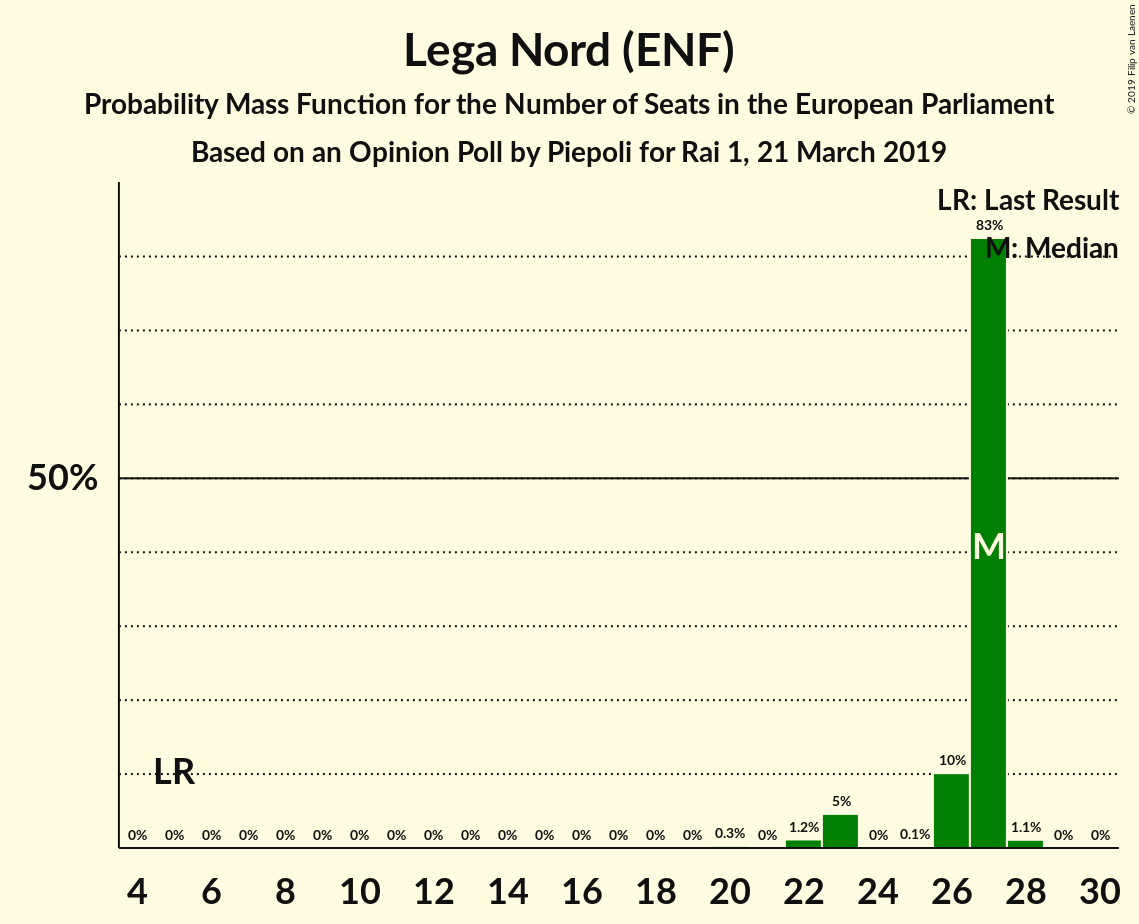 Lega Nord (ENF)
Probability Mass Function for the Number of Seats in the European Parliament
Based on an Opinion Poll by Piepoli for Rai 1, 21 March 2019
© 2019 Filip van Laenen
LR: Last Result
83%
M: Median
50%
M
LR
10%
5%
0% 0% 0% 0% 0% 0% 0% 0% 0% 0% 0% 0% 0% 0% 0% 0% 0.3% 0% 1.2% 0% 0.1% 1.1% 0% 0%
4 6 8 10 12 14 16 18 20 22 24 26 28 30